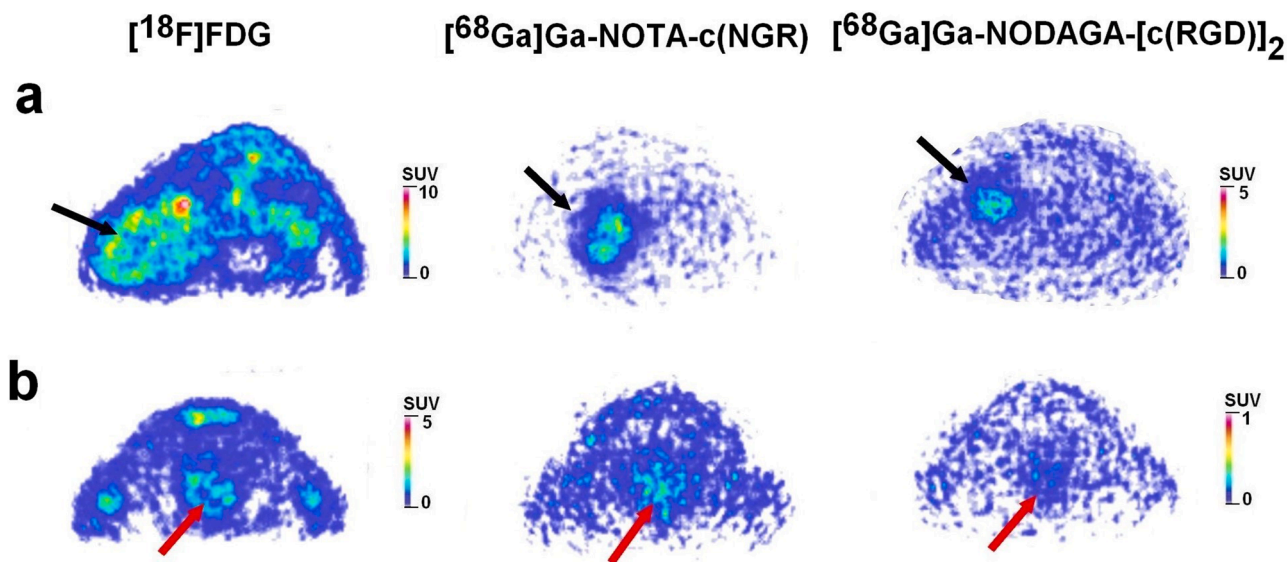 [¹⁸F]FDG
[⁶⁸Ga]Ga-NOTA-c(NGR)
[⁶⁸Ga]Ga-NODAGA-[c(RGD)]₂
a
SUV
10
0
SUV
5
0
b
SUV
5
0
SUV
1
0